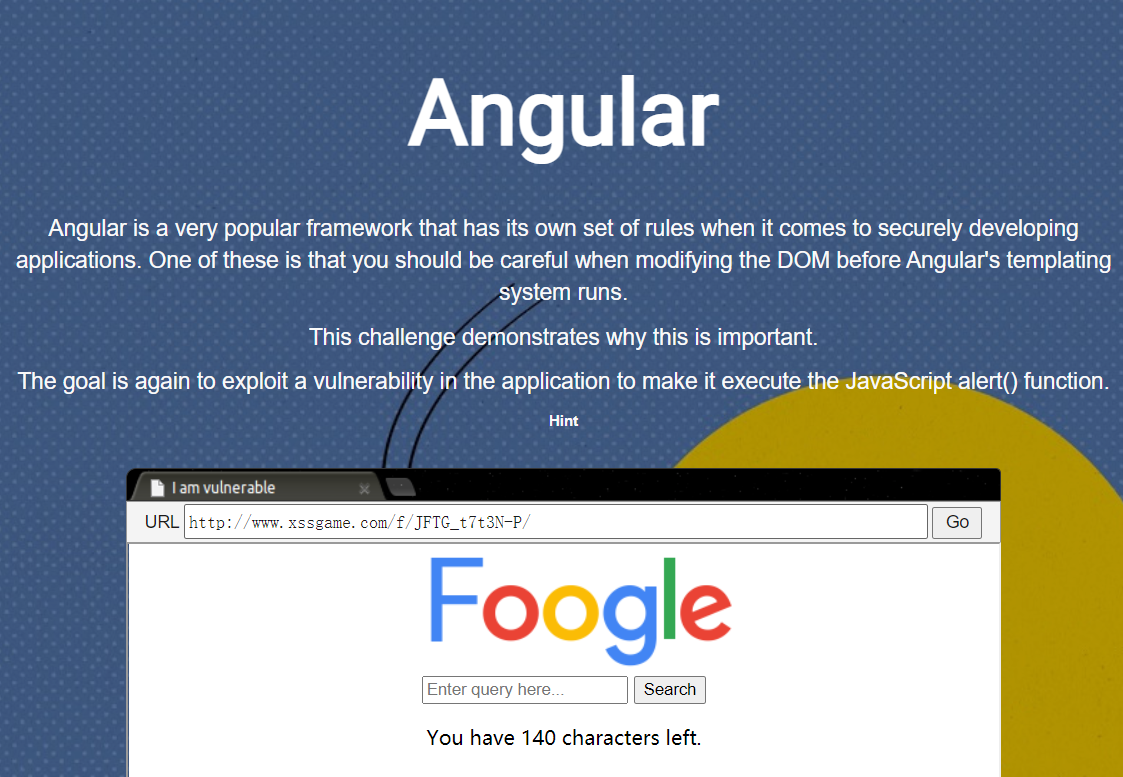 Angular
Angular is a very popular framework that has its own set of rules when it comes to securely developing
applications. One of these is that you should be careful when modifying the DOM before Angular's templating
system runs.
This challenge demonstrates why this is important.
The goal is again to exploit a vulnerability in the application to make it execute the JavaScript alert() function.
Hint
I am vulnerable
URL http://www.xssgame.com/f/JFTG_t7t3N-P/ Go
Foogle
Enter query here... Search
You have 140 characters left.